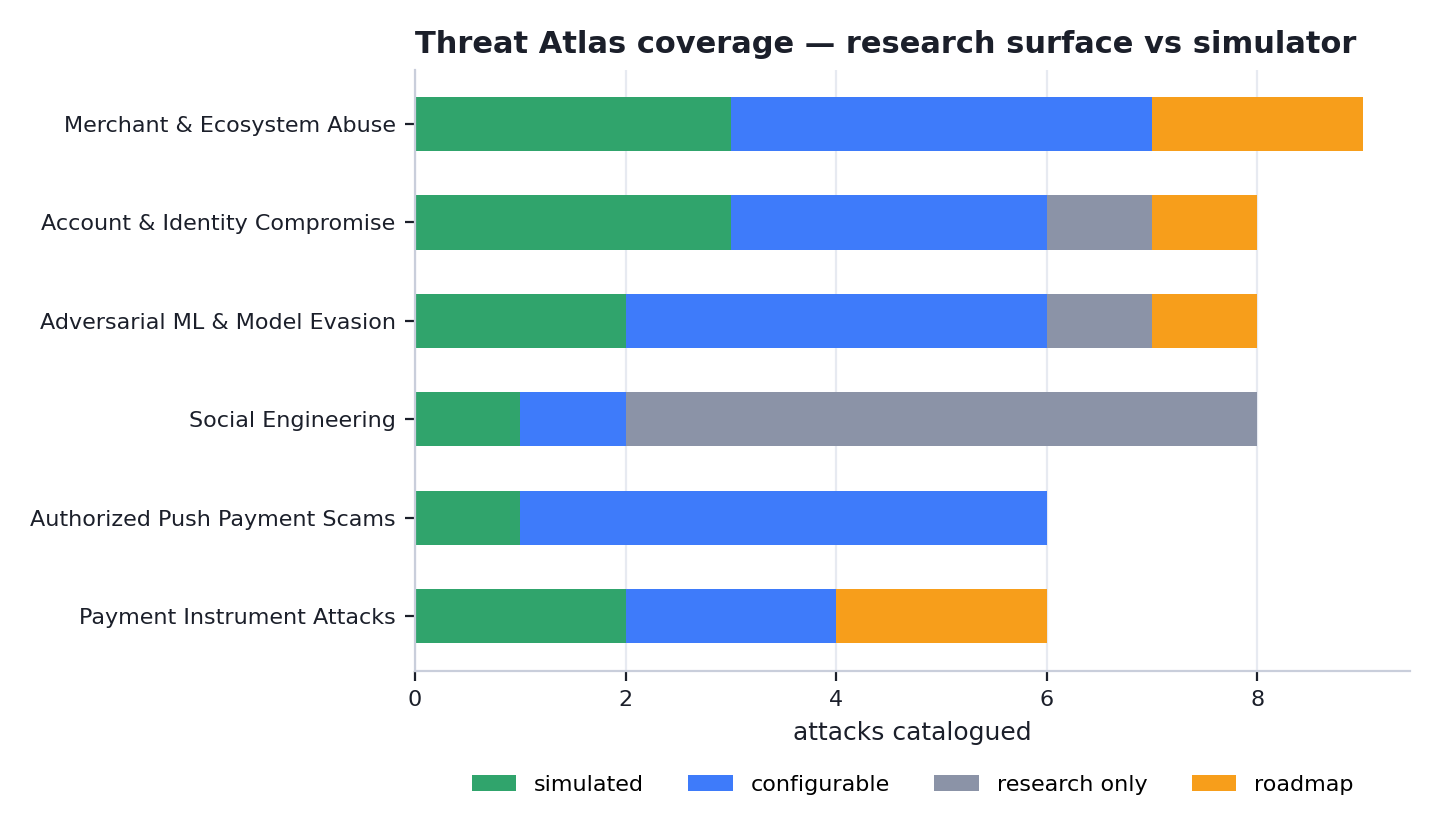 Threat Atlas coverage — research surface vs simulator
Merchant & Ecosystem Abuse
Account & Identity Compromise
Adversarial ML & Model Evasion
Social Engineering
Authorized Push Payment Scams
Payment Instrument Attacks
0 2 4 6 8
attacks catalogued
simulated configurable research only roadmap